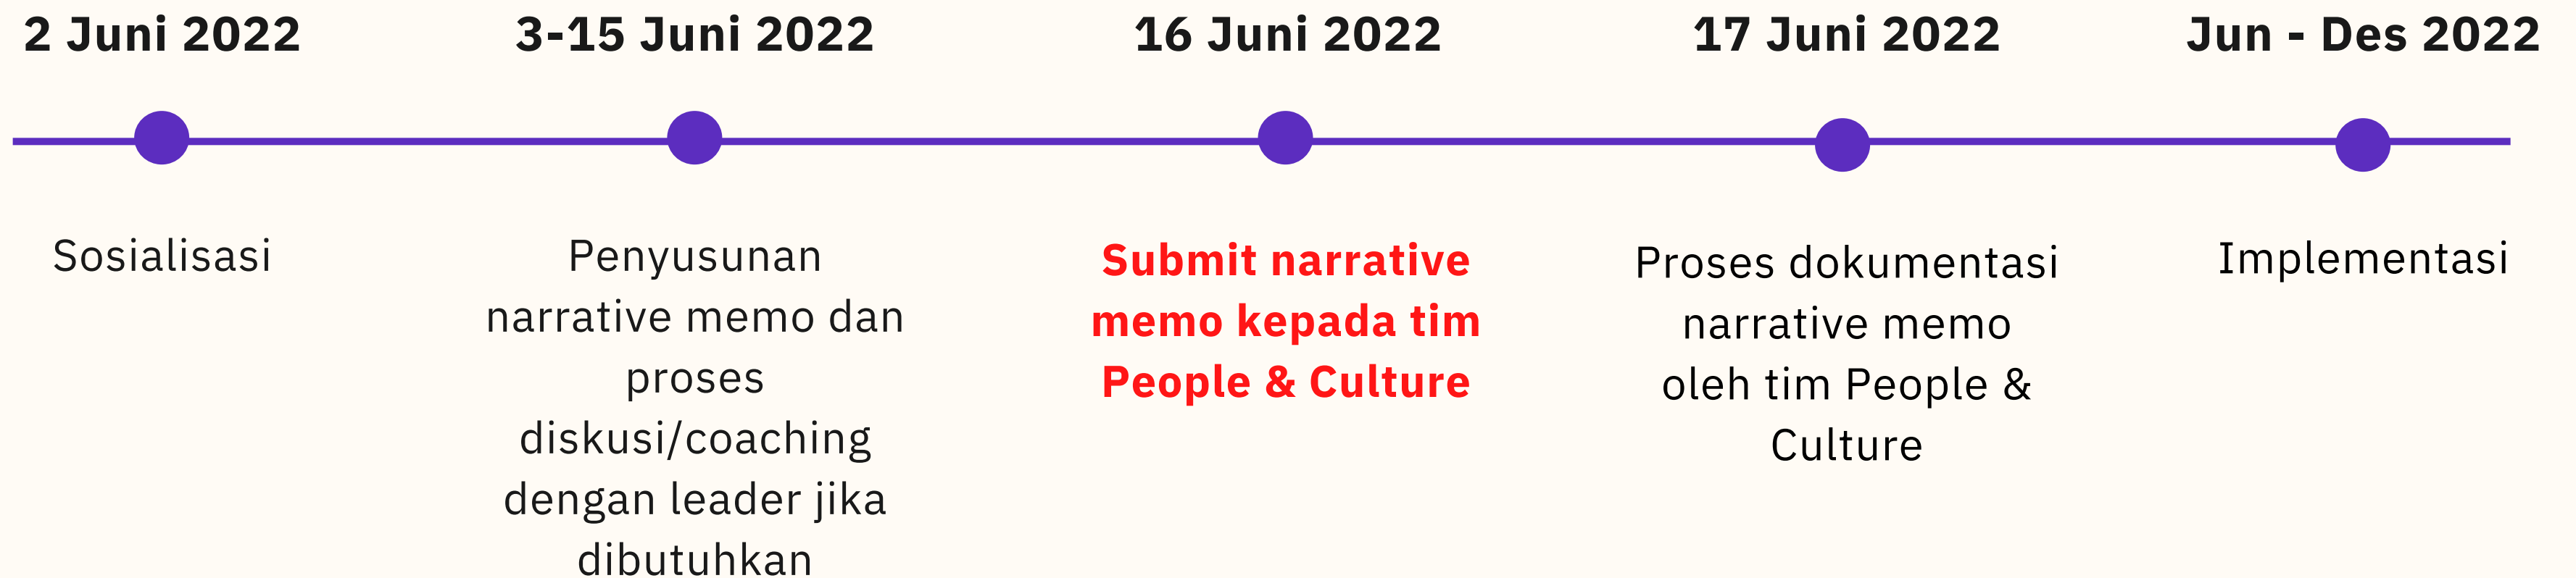 2 Juni 2022
3-15 Juni 2022
16 Juni 2022
17 Juni 2022
Jun - Des 2022
Sosialisasi
Penyusunan
narrative memo dan
proses
diskusi/coaching
dengan leader jika
dibutuhkan
Submit narrative
memo kepada tim
People & Culture
Proses dokumentasi
narrative memo
oleh tim People &
Culture
Implementasi